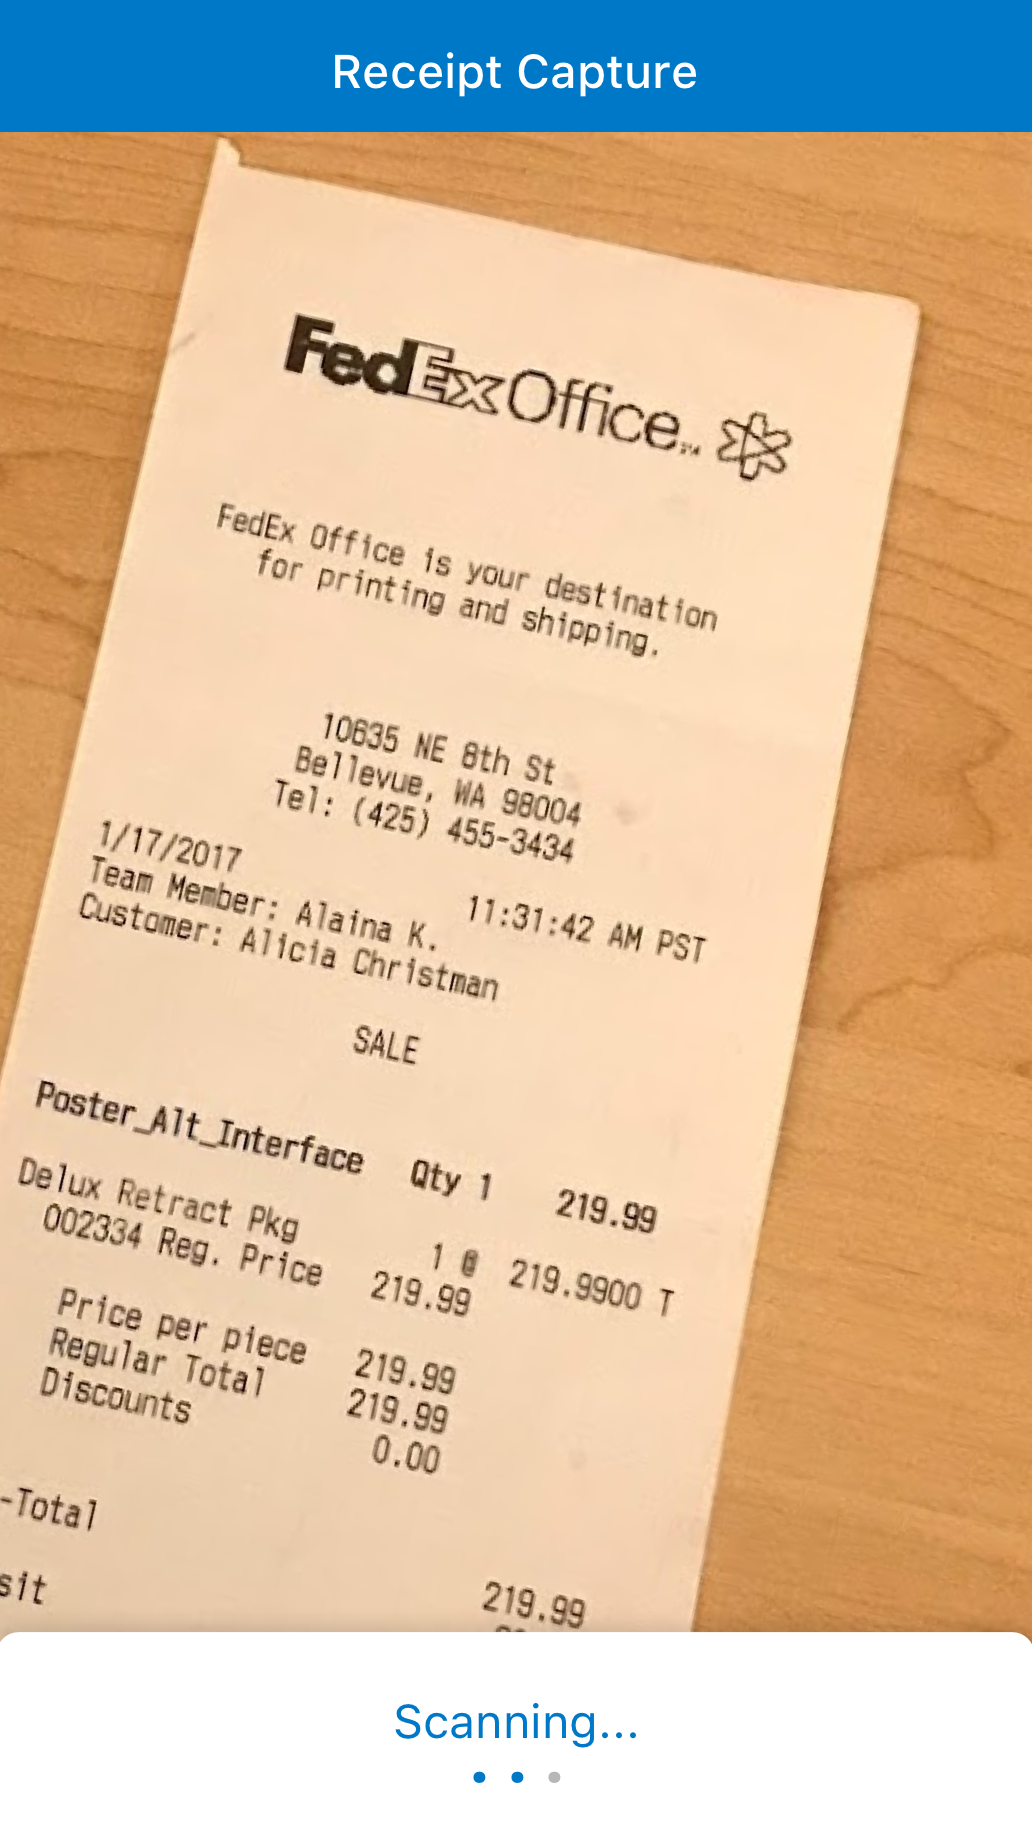 Receipt Capture
FedEx Office℠
FedEx Office is your destination
for printing and shipping.
10635 NE 8th St
Bellevue, WA 98004
Tel: (425) 455-3434
1/17/2017 11:31:42 AM PST
Team Member: Alaina K.
Customer: Alicia Christman
SALE
Poster_Alt_Interface Qty 1 219.99
Delux Retract Pkg
002334 Reg. Price 1 @ 219.9900 T
219.99
Price per piece 219.99
Regular Total 219.99
Discounts 0.00
-Total
sit 219.99
Scanning...